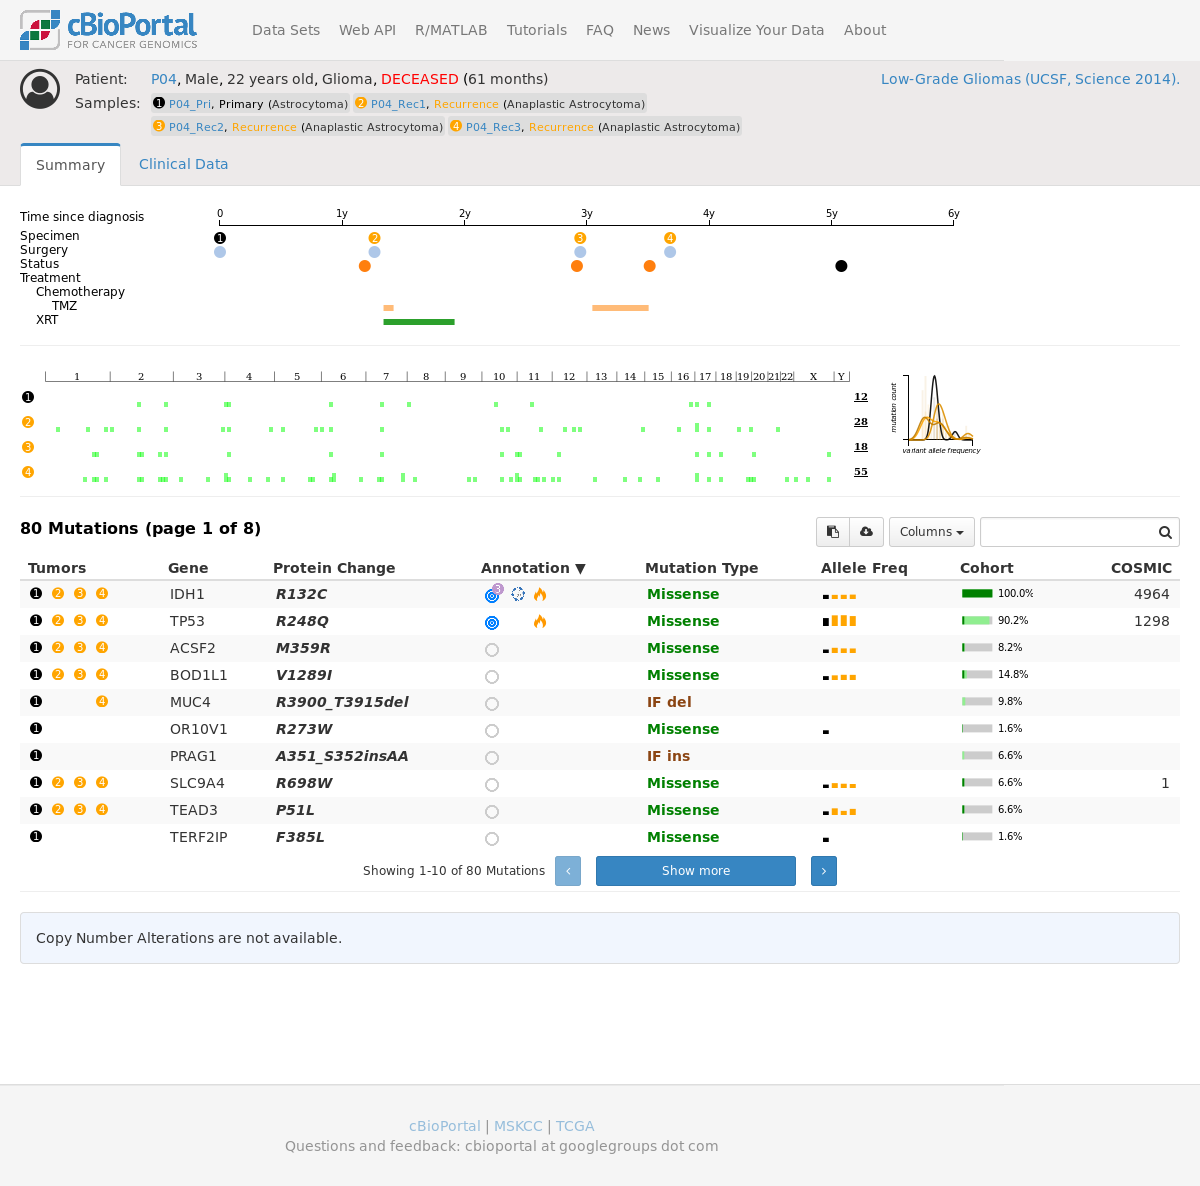 cBioPortal
FOR CANCER GENOMICS
Data Sets Web API R/MATLAB Tutorials FAQ News Visualize Your Data About
Patient: P04, Male, 22 years old, Glioma, DECEASED (61 months) Low-Grade Gliomas (UCSF, Science 2014).
Samples: 1 P04_Pri, Primary (Astrocytoma) 2 P04_Rec1, Recurrence (Anaplastic Astrocytoma)
3 P04_Rec2, Recurrence (Anaplastic Astrocytoma) 4 P04_Rec3, Recurrence (Anaplastic Astrocytoma)
Summary Clinical Data
Time since diagnosis 0 1y 2y 3y 4y 5y 6y
Specimen 1 2 3 4
Surgery
Status
Treatment
Chemotherapy
TMZ
XRT
1 2 3 4 5 6 7 8 9 10 11 12 13 14 15 16 17 18 19 20 21 22 X Y
1 12
2 28
3 18
4 55
mutation count
variant allele frequency
80 Mutations (page 1 of 8) Columns
Tumors Gene Protein Change Annotation ▼ Mutation Type Allele Freq Cohort COSMIC
1 2 3 4 IDH1 R132C 3 Missense 100.0% 4964
1 2 3 4 TP53 R248Q Missense 90.2% 1298
1 2 3 4 ACSF2 M359R Missense 8.2%
1 2 3 4 BOD1L1 V1289I Missense 14.8%
1 4 MUC4 R3900_T3915del IF del 9.8%
1 OR10V1 R273W Missense 1.6%
1 PRAG1 A351_S352insAA IF ins 6.6%
1 2 3 4 SLC9A4 R698W Missense 6.6% 1
1 2 3 4 TEAD3 P51L Missense 6.6%
1 TERF2IP F385L Missense 1.6%
Showing 1-10 of 80 Mutations ‹ Show more ›
Copy Number Alterations are not available.
cBioPortal | MSKCC | TCGA
Questions and feedback: cbioportal at googlegroups dot com